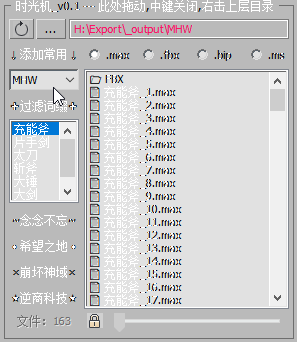 时光机_v0.1 ··· 此处拖动,中键关闭,右击上层目录
... H:\Export\_output\MHW
↓添加常用↓ .max .fbx .bip .ms
MHW
FBX
充能斧_1.max
充能斧_2.max
充能斧_3.max
充能斧_4.max
充能斧_5.max
充能斧_6.max
充能斧_7.max
充能斧_8.max
充能斧_9.max
充能斧_10.max
充能斧_11.max
充能斧_12.max
充能斧_13.max
充能斧_14.max
充能斧_15.max
充能斧_16.max
充能斧_17.max
充能斧
片手剑
太刀
斩斧
大锤
大剑
念念不忘
希望之地
崩坏神域
逆商科技
文件: 163